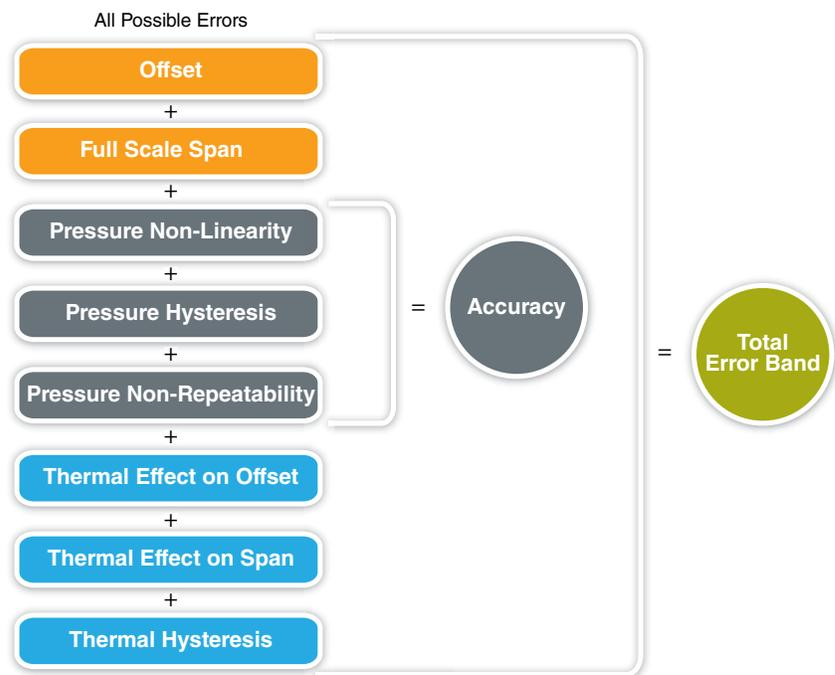 All Possible Errors
Offset
+
Full Scale Span
+
Pressure Non-Linearity
+
Pressure Hysteresis
+
Pressure Non-Repeatability
+
Thermal Effect on Offset
+
Thermal Effect on Span
+
Thermal Hysteresis
=
Accuracy
=
Total
Error Band